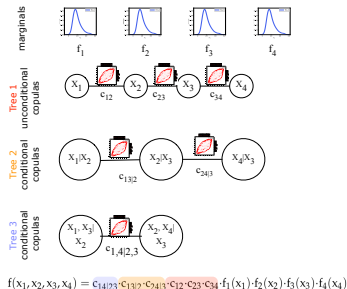 marginals
f1 f2 f3 f4
Tree 1
unconditional
copulas
X1 X2 X3 X4
c12 c23 c34
Tree 2
conditional
copulas
X1|X2 X2|X3 X4|X3
c13|2 c24|3
Tree 3
conditional
copulas
X1, X3|
X2
X2, X4|
X3
c1,4|2,3
f(x1,x2,x3,x4) = c14|23·c13|2·c24|3·c12·c23·c34·f1(x1)·f2(x2)·f3(x3)·f4(x4)